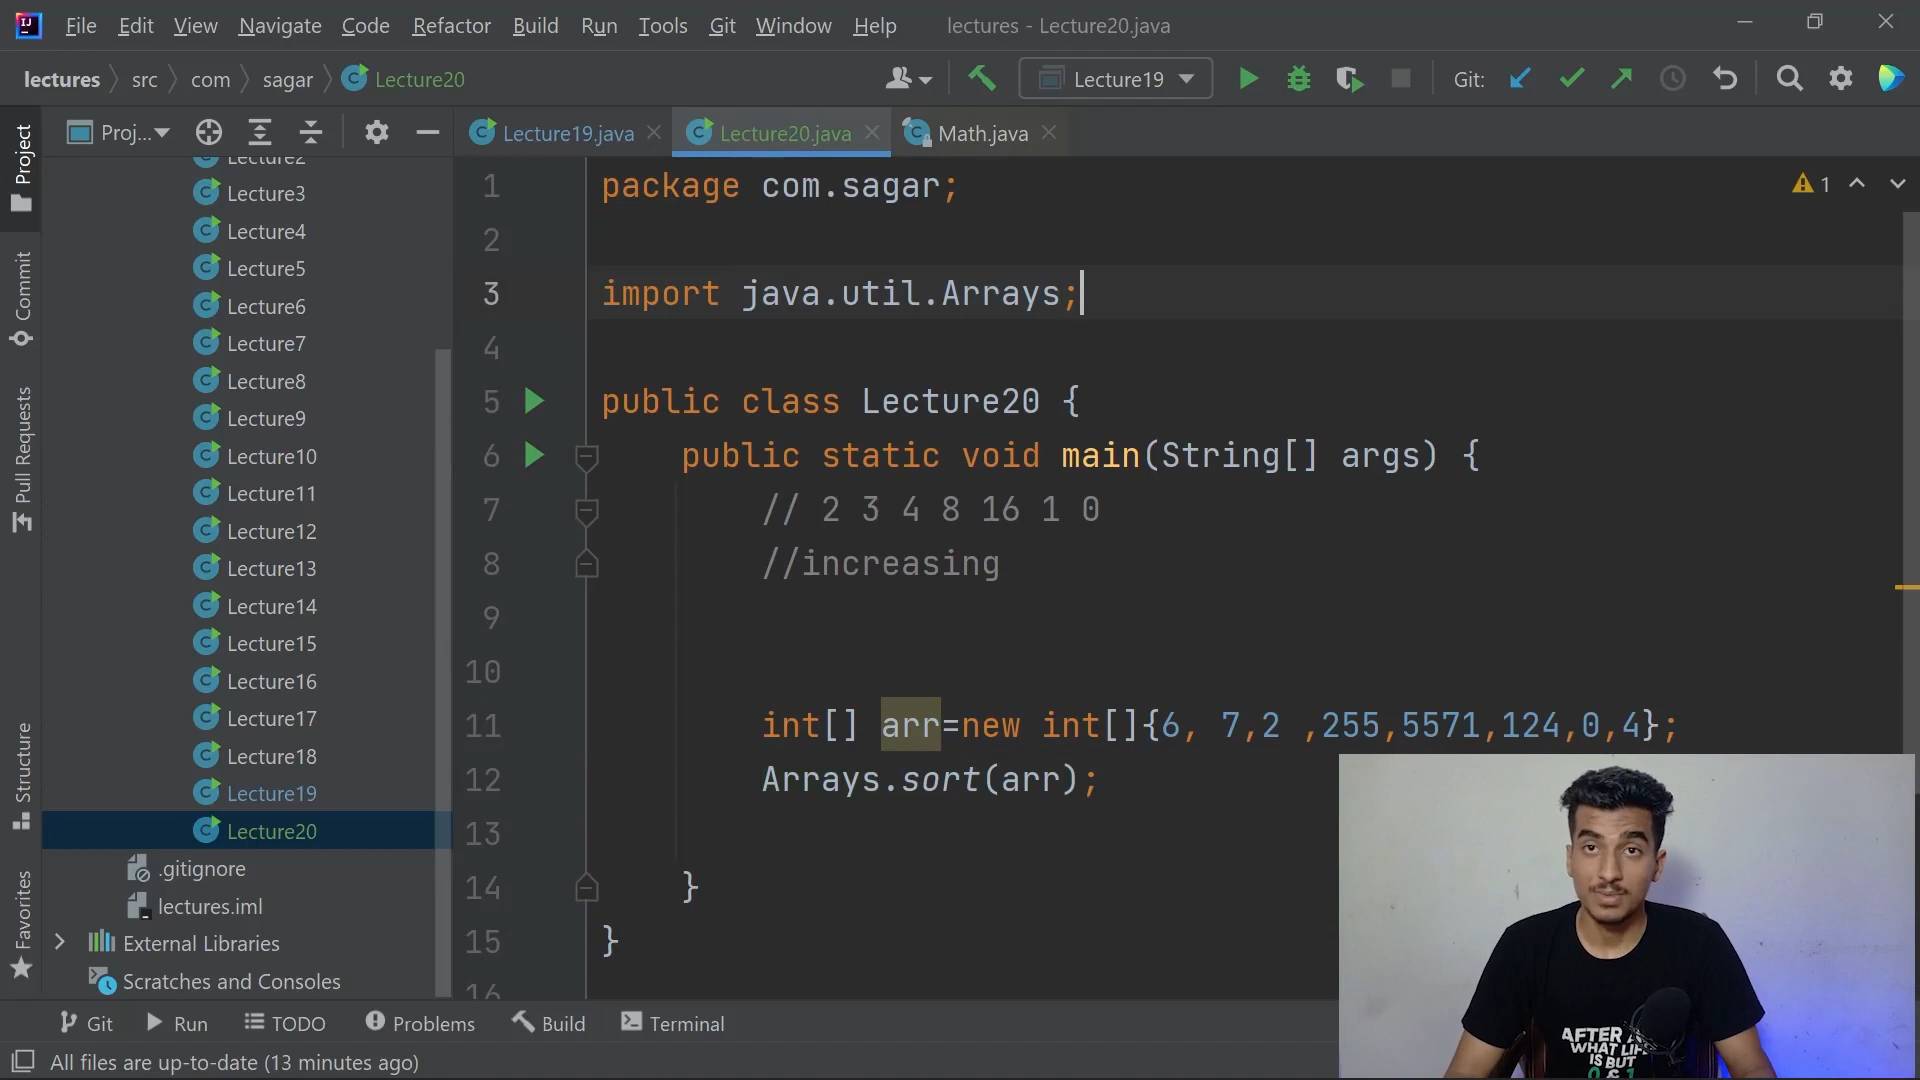 File Edit View Navigate Code Refactor Build Run Tools Git Window Help lectures - Lecture20.java
lectures src com sagar Lecture20 Lecture19 Git:
Proj... Lecture19.java Lecture20.java Math.java
Project
Commit
Pull Requests
Structure
Favorites
Lecture2
Lecture3
Lecture4
Lecture5
Lecture6
Lecture7
Lecture8
Lecture9
Lecture10
Lecture11
Lecture12
Lecture13
Lecture14
Lecture15
Lecture16
Lecture17
Lecture18
Lecture19
Lecture20
.gitignore
lectures.iml
External Libraries
Scratches and Consoles
1 package com.sagar; 1
2
3 import java.util.Arrays;
4
5 public class Lecture20 {
6 public static void main(String[] args) {
7 // 2 3 4 8 16 1 0
8 //increasing
9
10
11 int[] arr=new int[]{6, 7,2 ,255,5571,124,0,4};
12 Arrays.sort(arr);
13
14 }
15 }
16
AFTER
WHAT LIF
IS BUT
0 & 1
Git Run TODO Problems Build Terminal
All files are up-to-date (13 minutes ago)